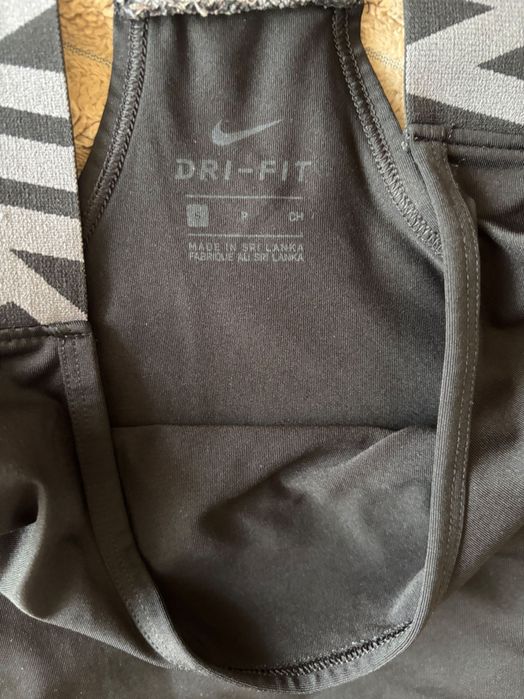 DRI-FIT
S P CH
MADE IN SRI LANKA
FABRIQUE AU SRI LANKA